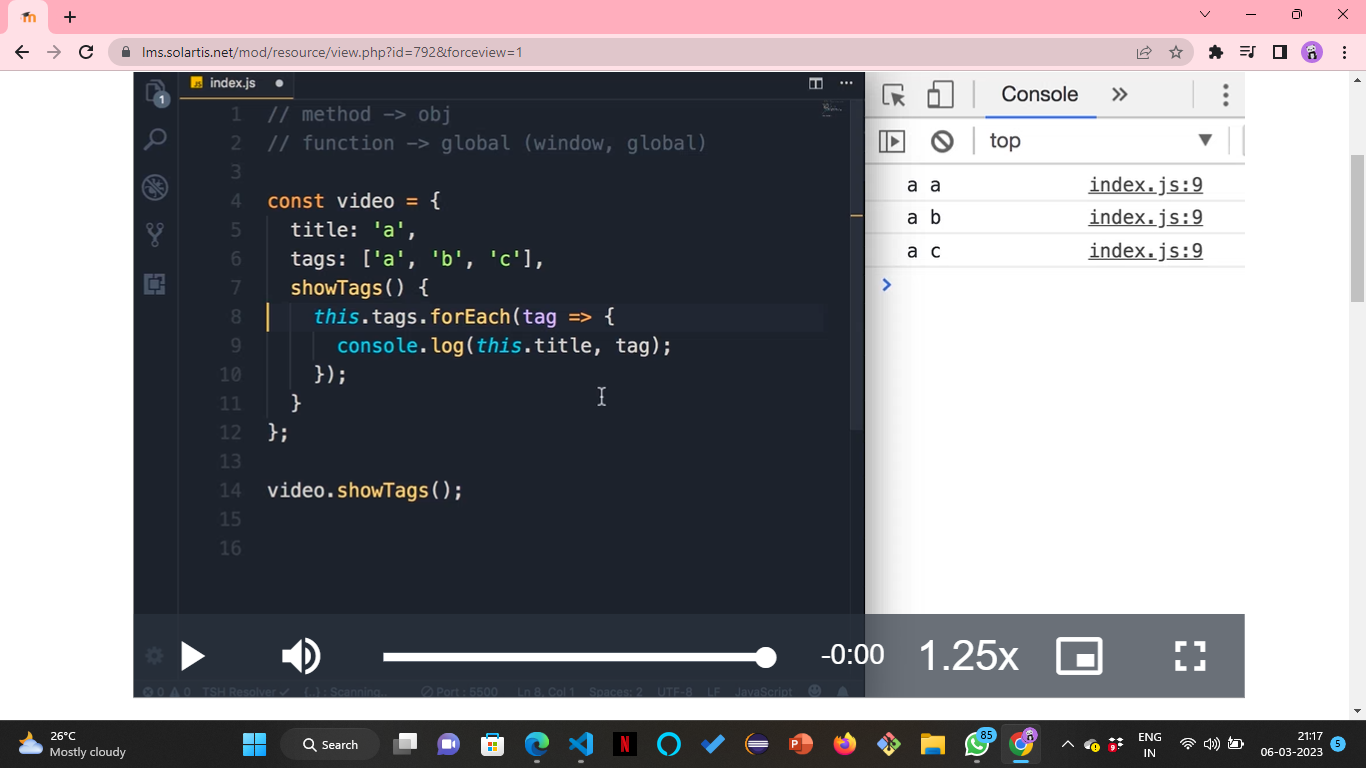 lms.solartis.net/mod/resource/view.php?id=792&forceview=1
1
index.js
1 // method -> obj
2 // function -> global (window, global)
3
4 const video = {
5 title: 'a',
6 tags: ['a', 'b', 'c'],
7 showTags() {
8 this.tags.forEach(tag => {
9 console.log(this.title, tag);
10 });
11 }
12 };
13
14 video.showTags();
15
16
Console
top
a a index.js:9
a b index.js:9
a c index.js:9
-0:00
1.25x
0 0 TSH Resolver {..} : Scanning.. Port : 5500 Ln 8, Col 1 Spaces: 2 UTF-8 LF JavaScript
26°C
Mostly cloudy
Search
85
9
ENG
IN
21:17
06-03-2023
5